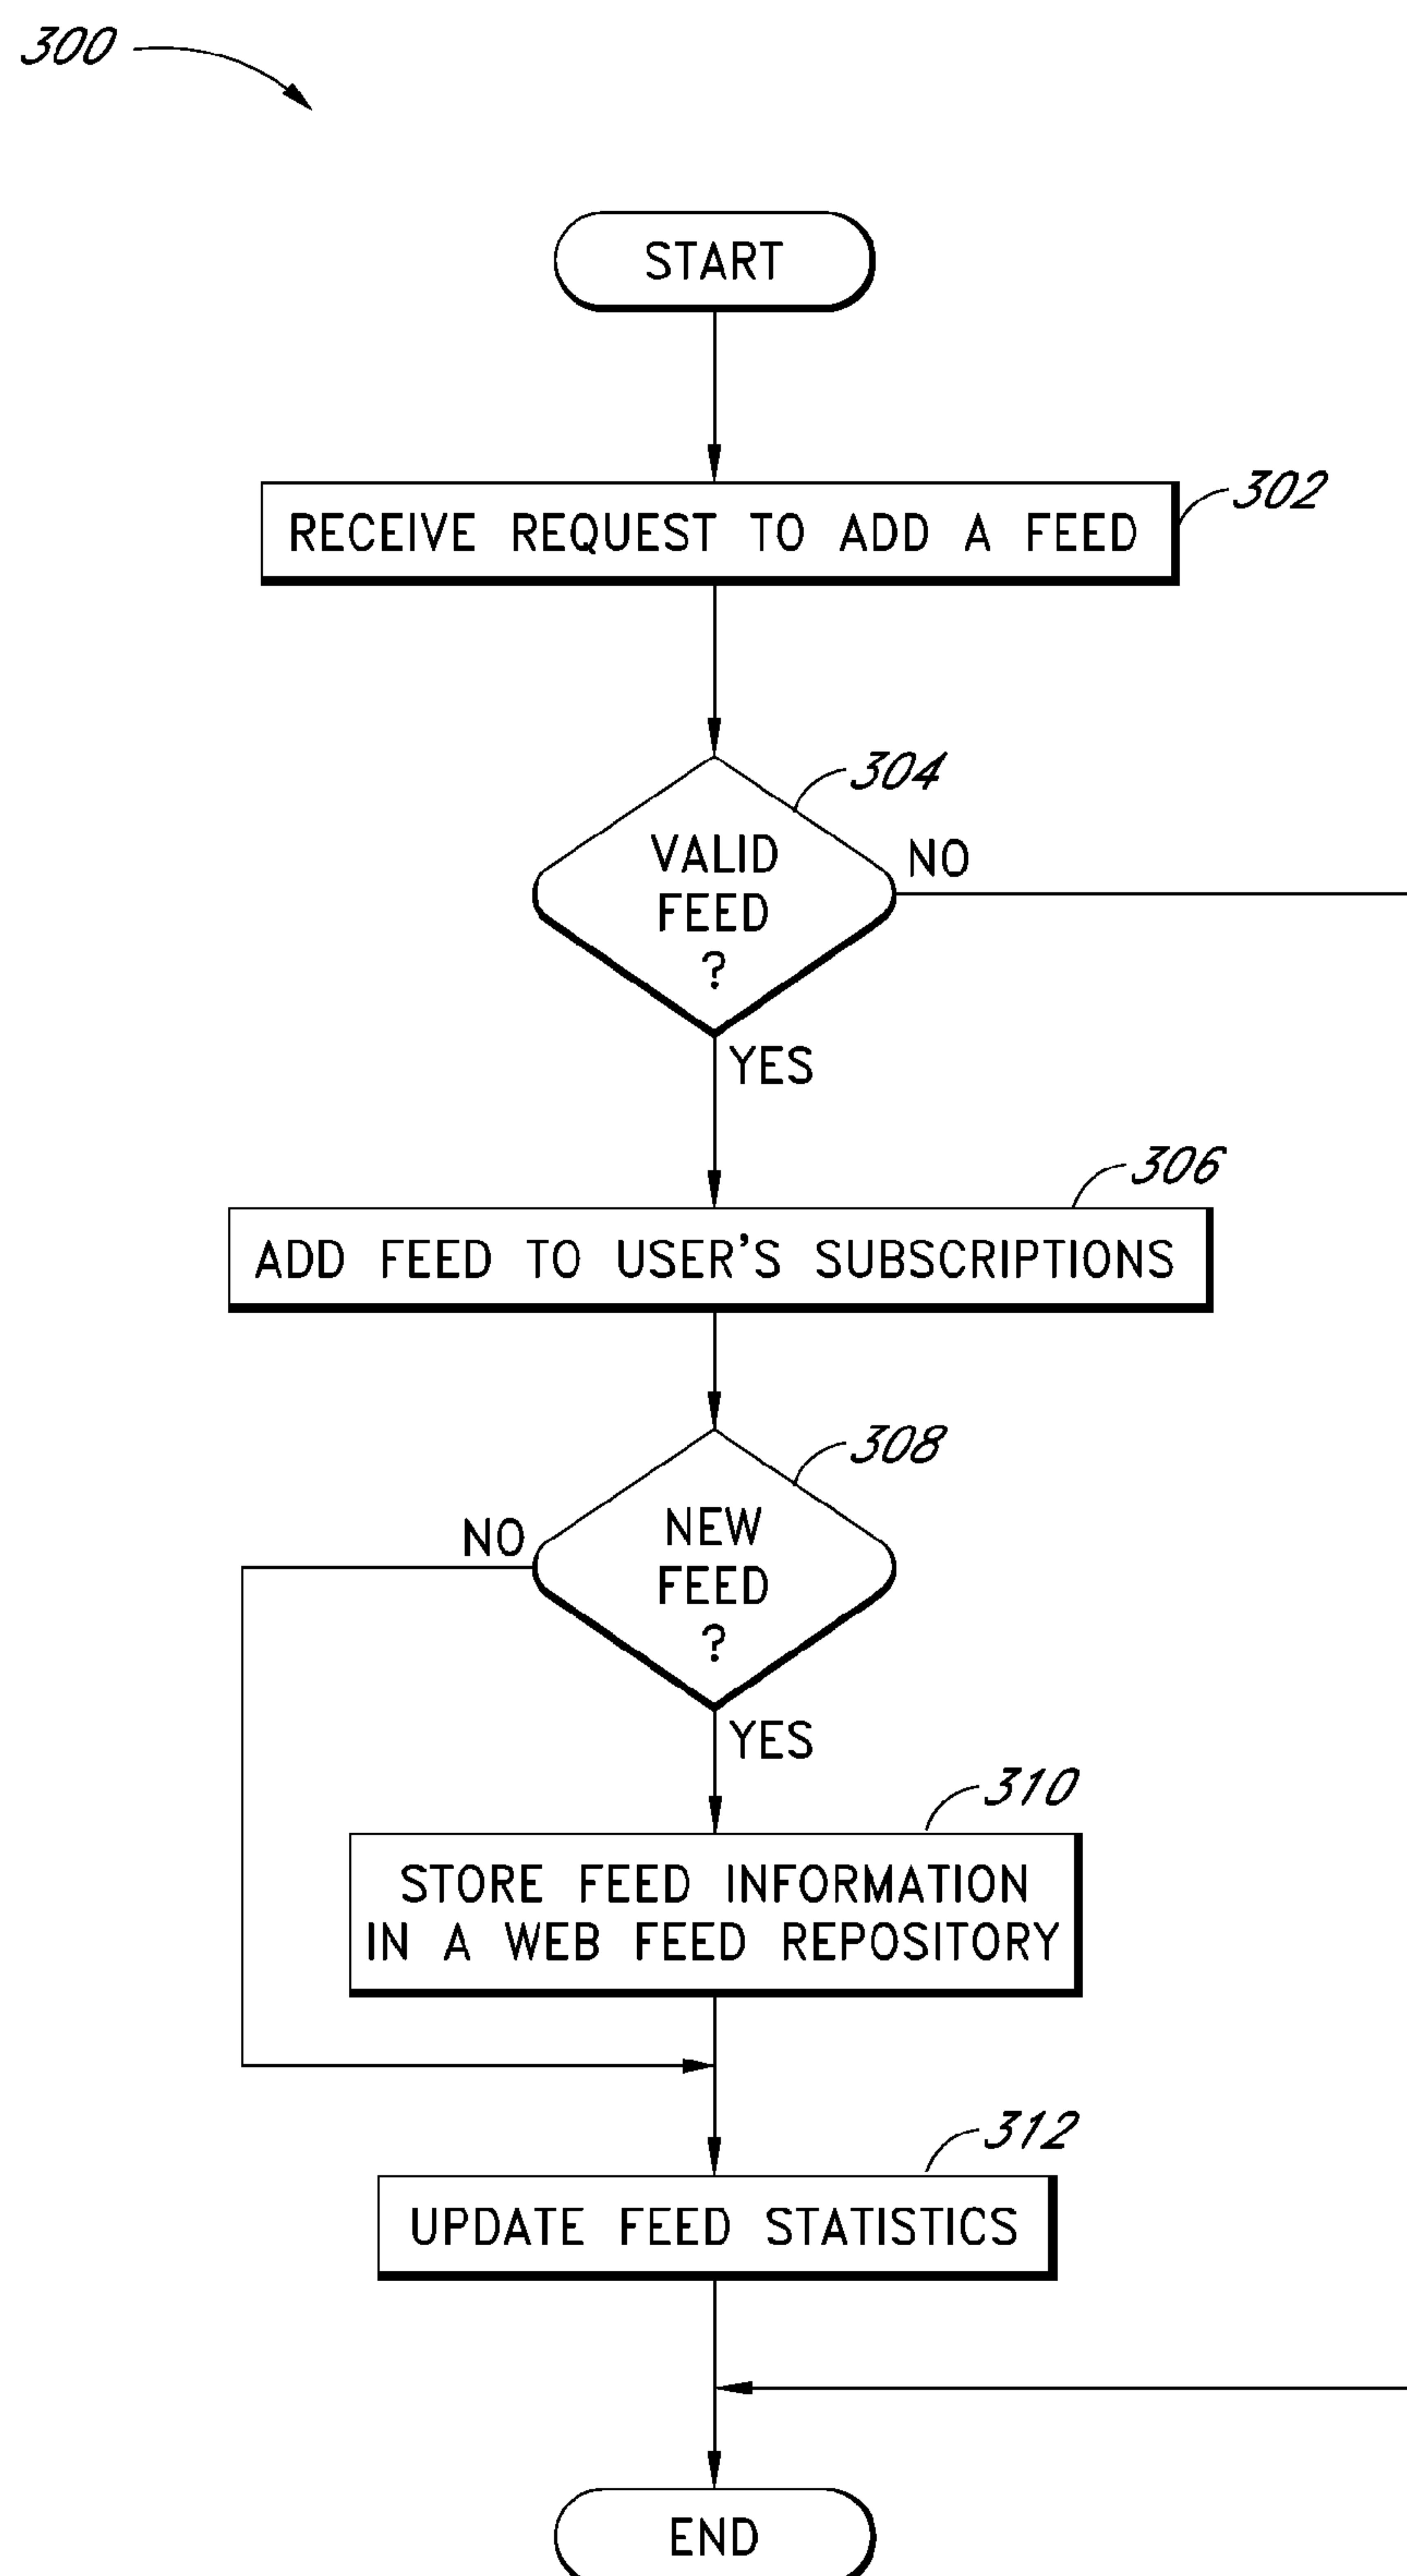 300
START
RECEIVE REQUEST TO ADD A FEED
302
304
VALID
FEED
?
NO
YES
306
ADD FEED TO USER'S SUBSCRIPTIONS
308
NO
NEW
FEED
?
YES
310
STORE FEED INFORMATION
IN A WEB FEED REPOSITORY
312
UPDATE FEED STATISTICS
END